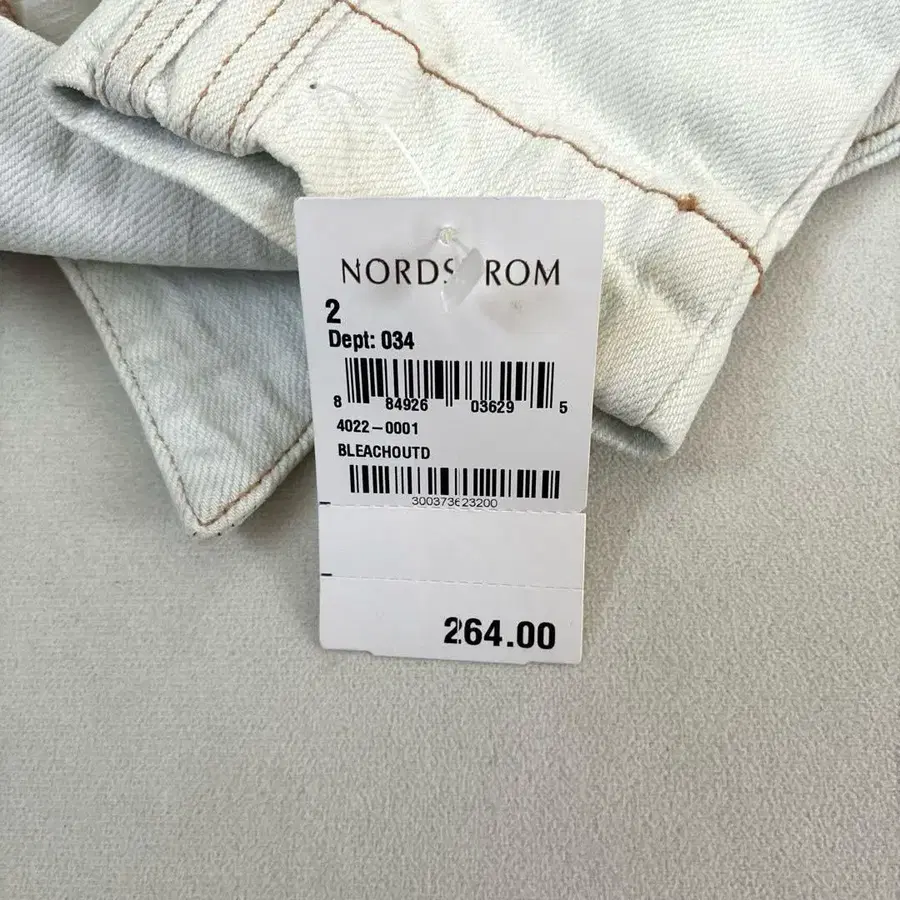 NORDSTROM
2
Dept: 034
8 84926 03629 5
4022-0001
BLEACHOUTD
300373623200
264.00